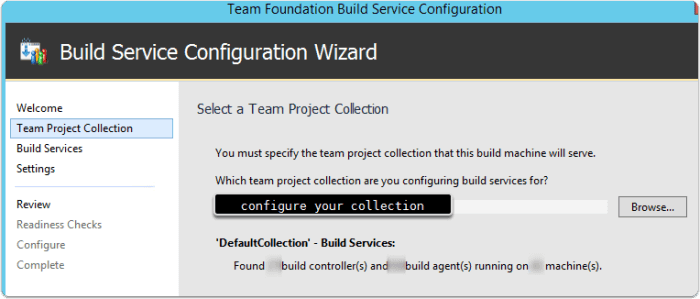 Team Foundation Build Service Configuration
Build Service Configuration Wizard
Welcome
Team Project Collection
Build Services
Settings
Review
Readiness Checks
Configure
Complete
Select a Team Project Collection
You must specify the team project collection that this build machine will serve.
Which team project collection are you configuring build services for?
configure your collection
Browse...
'DefaultCollection' - Build Services:
Found build controller(s) and build agent(s) running on machine(s).